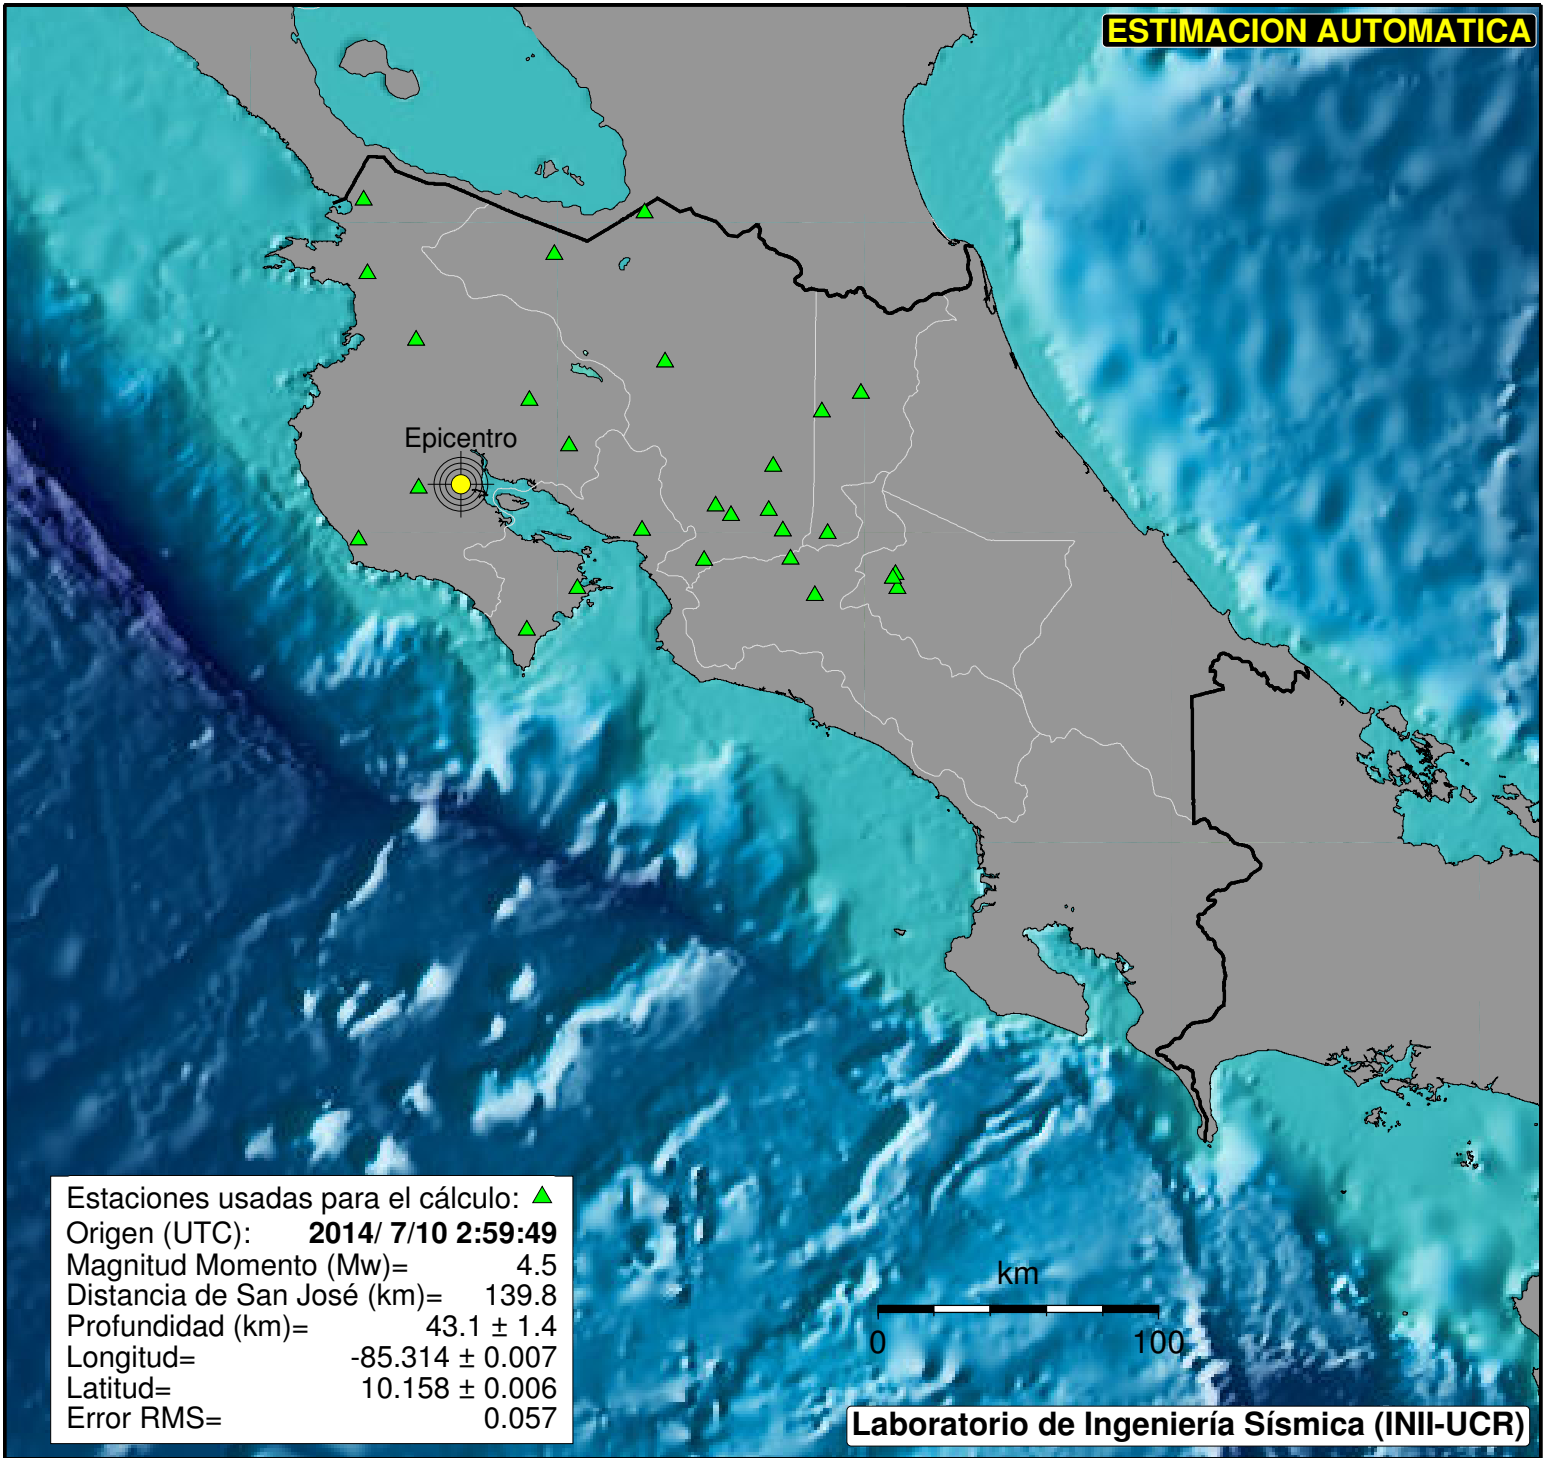 ESTIMACION AUTOMATICA
Epicentro
Estaciones usadas para el cálculo:
Origen (UTC): 2014/ 7/10 2:59:49
Magnitud Momento (Mw)= 4.5
Distancia de San José (km)= 139.8
Profundidad (km)= 43.1 ± 1.4
Longitud= -85.314 ± 0.007
Latitud= 10.158 ± 0.006
Error RMS= 0.057
km
0 100
Laboratorio de Ingeniería Sísmica (INII-UCR)